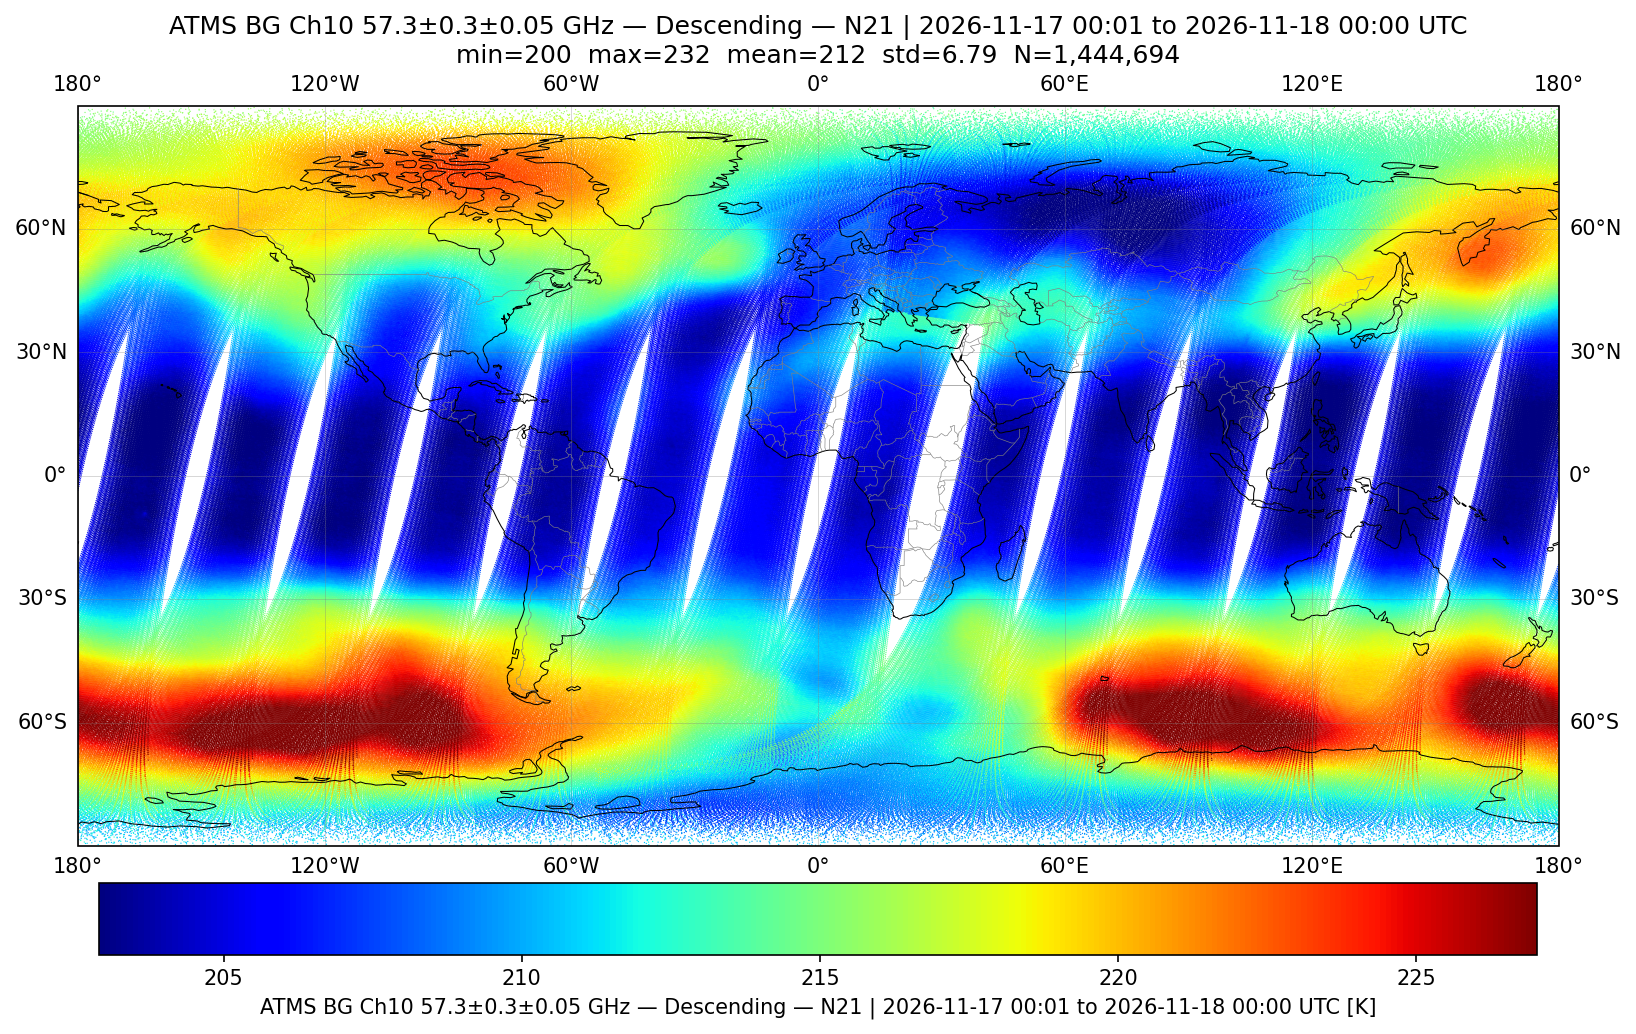 ATMS BG Ch10 57.3±0.3±0.05 GHz — Descending — N21 | 2026-11-17 00:01 to 2026-11-18 00:00 UTC
min=200 max=232 mean=212 std=6.79 N=1,444,694
180° 120°W 60°W 0° 60°E 120°E 180°
60°N 60°N
30°N 30°N
0° 0°
30°S 30°S
60°S 60°S
180° 120°W 60°W 0° 60°E 120°E 180°
205 210 215 220 225
ATMS BG Ch10 57.3±0.3±0.05 GHz — Descending — N21 | 2026-11-17 00:01 to 2026-11-18 00:00 UTC [K]